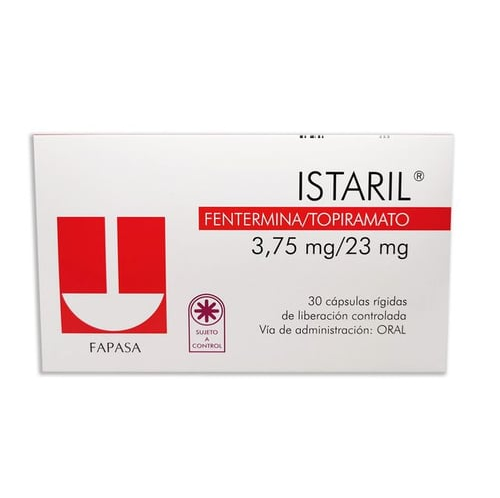 ISTARIL®
FENTERMINA/TOPIRAMATO
3,75 mg/23 mg
30 cápsulas rígidas
de liberación controlada
Vía de administración: ORAL
SUJETO
A
CONTROL
FAPASA